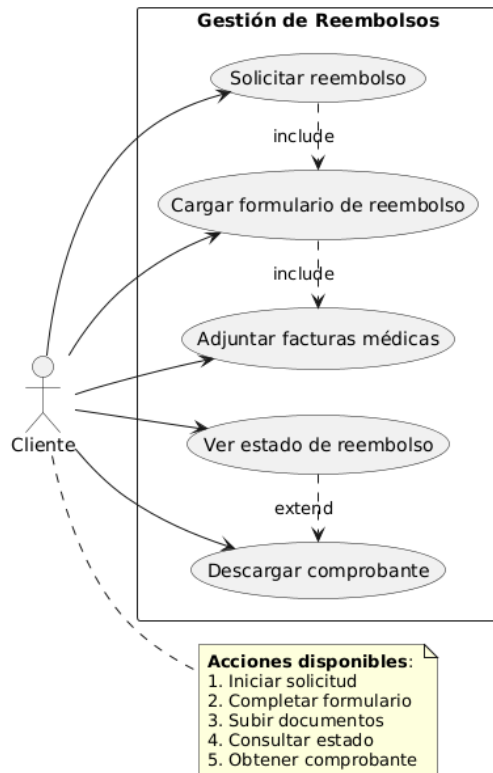 Gestión de Reembolsos
Solicitar reembolso
include
Cargar formulario de reembolso
include
Adjuntar facturas médicas
Cliente
Ver estado de reembolso
extend
Descargar comprobante
Acciones disponibles:
1. Iniciar solicitud
2. Completar formulario
3. Subir documentos
4. Consultar estado
5. Obtener comprobante